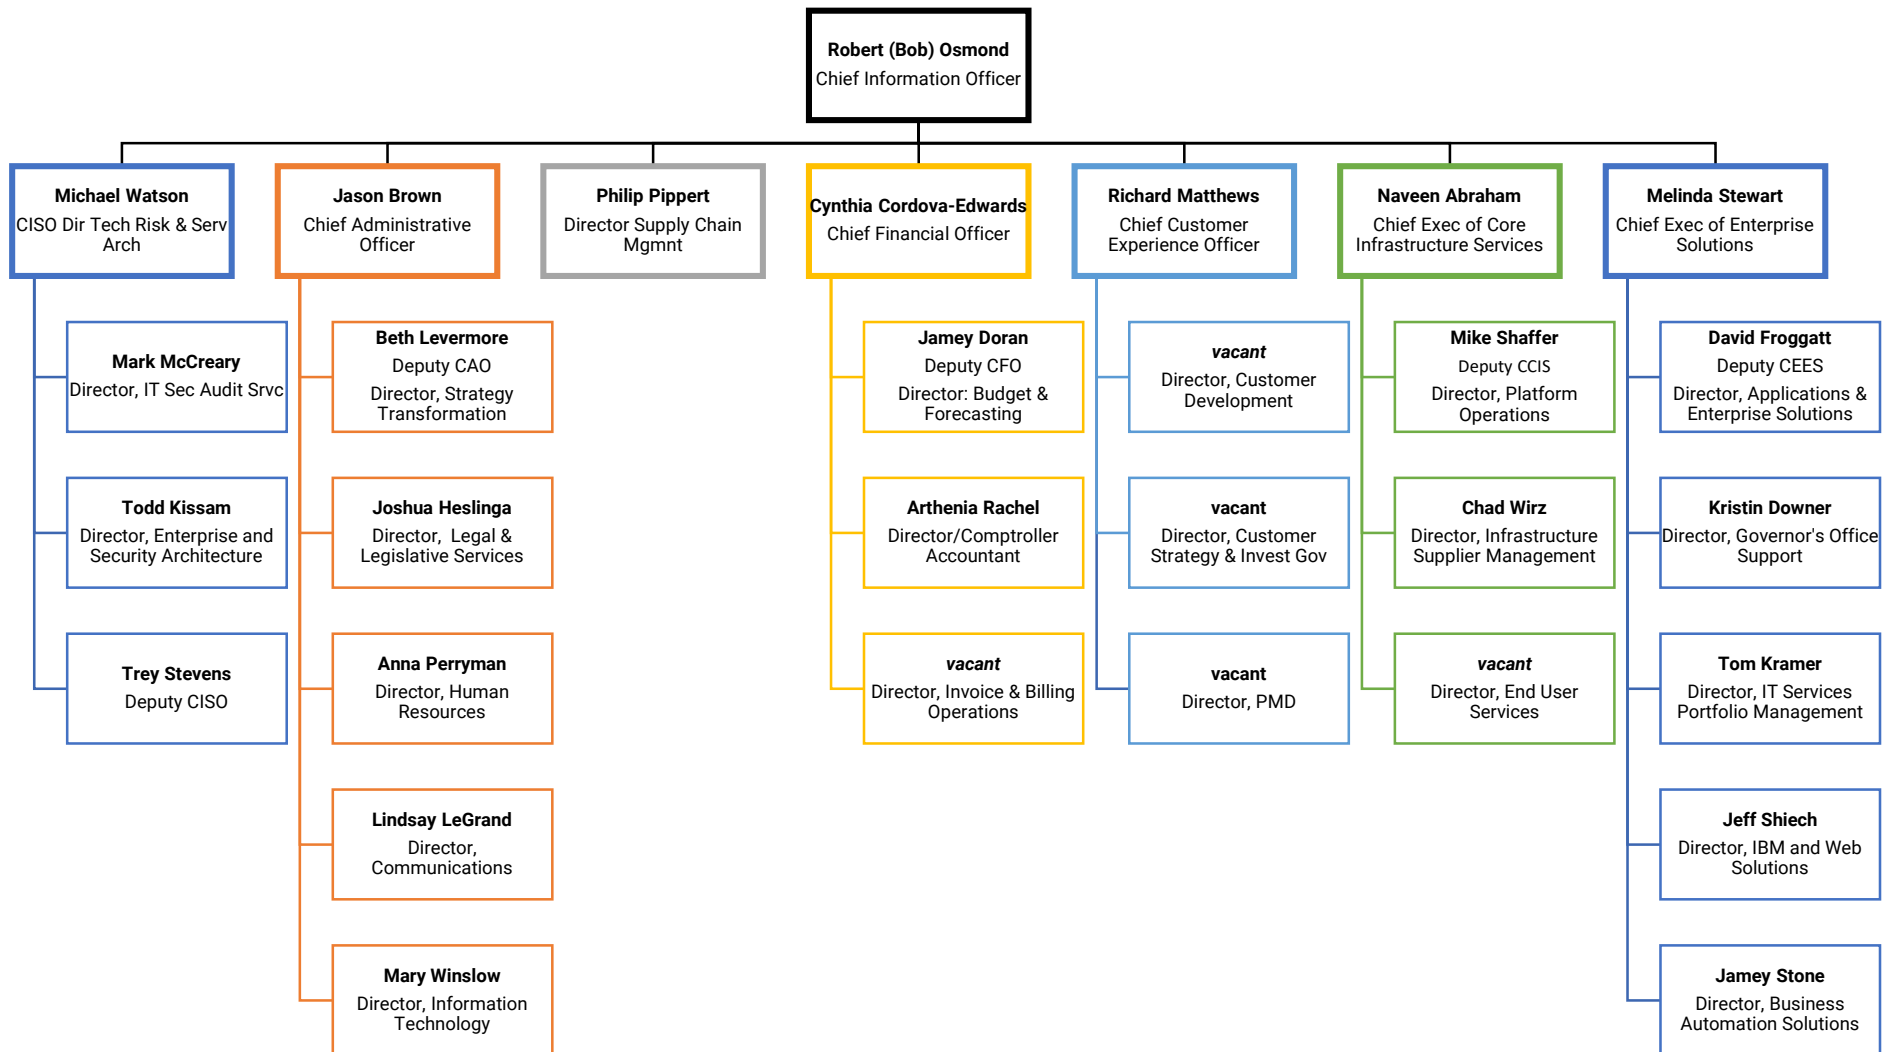 Robert (Bob) Osmond
Chief Information Officer
Michael Watson
CISO Dir Tech Risk & Serv
Arch
Mark McCreary
Director, IT Sec Audit Srvc
Todd Kissam
Director, Enterprise and
Security Architecture
Trey Stevens
Deputy CISO
Jason Brown
Chief Administrative
Officer
Beth Levermore
Deputy CAO
Director, Strategy
Transformation
Joshua Heslinga
Director, Legal &
Legislative Services
Anna Perryman
Director, Human
Resources
Lindsay LeGrand
Director,
Communications
Mary Winslow
Director, Information
Technology
Philip Pippert
Director Supply Chain
Mgmnt
Cynthia Cordova-Edwards
Chief Financial Officer
Jamey Doran
Deputy CFO
Director: Budget &
Forecasting
Arthenia Rachel
Director/Comptroller
Accountant
vacant
Director, Invoice & Billing
Operations
Richard Matthews
Chief Customer
Experience Officer
vacant
Director, Customer
Development
vacant
Director, Customer
Strategy & Invest Gov
vacant
Director, PMD
Naveen Abraham
Chief Exec of Core
Infrastructure Services
Mike Shaffer
Deputy CCIS
Director, Platform
Operations
Chad Wirz
Director, Infrastructure
Supplier Management
vacant
Director, End User
Services
Melinda Stewart
Chief Exec of Enterprise
Solutions
David Froggatt
Deputy CEES
Director, Applications &
Enterprise Solutions
Kristin Downer
Director, Governor's Office
Support
Tom Kramer
Director, IT Services
Portfolio Management
Jeff Shiech
Director, IBM and Web
Solutions
Jamey Stone
Director, Business
Automation Solutions